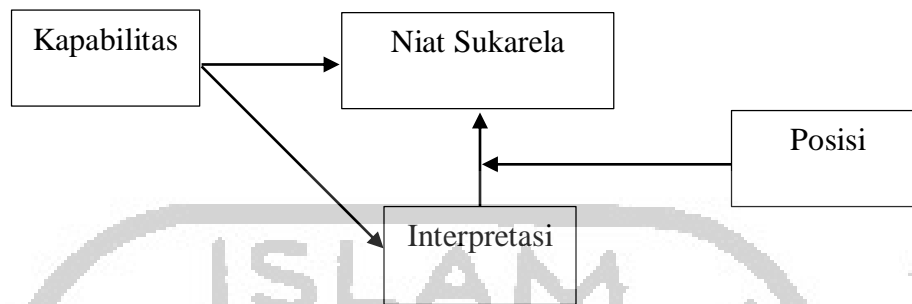 Kapabilitas
Niat Sukarela
Posisi
Interpretasi
ISLAM